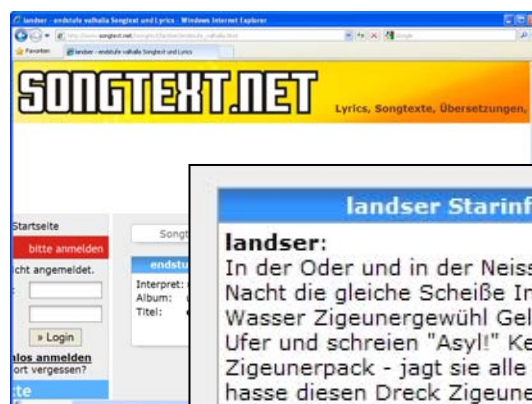 landser - endstufe valhalla Songtext und Lyrics - Windows Internet Explorer
Favoriten landser - endstufe valhalla Songtext und Lyrics
SONGTEXT.NET
Lyrics, Songtexte, Übersetzungen,
Startseite
bitte anmelden
cht angemeldet.
» Login
nlos anmelden
ort vergessen?
te
Songt
endstu
Interpret:
Album: u
Titel:
landser Starinf
landser:
In der Oder und in der Neiss
Nacht die gleiche Scheiße In
Wasser Zigeunergewühl Gel
Ufer und schreien "Asyl!" Ke
Zigeunerpack - jagt sie alle
hasse diesen Dreck Zigeune